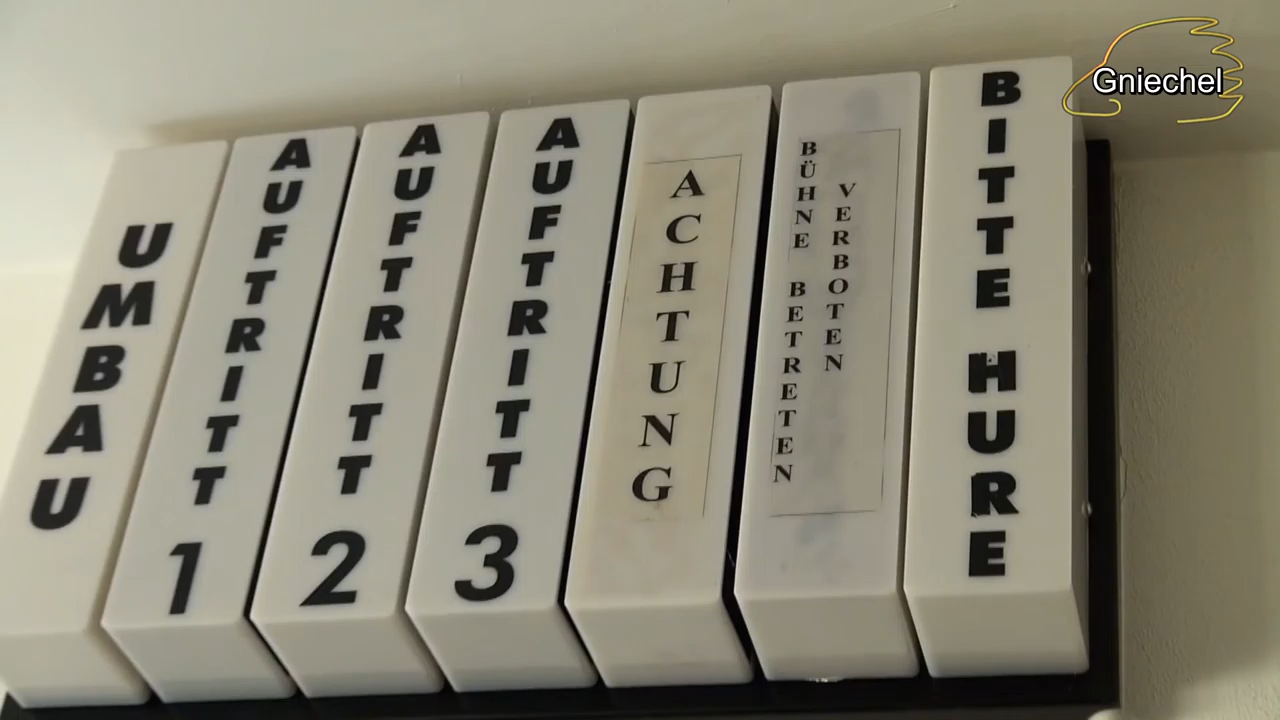 UMBAU
AUFTRITT 1
AUFTRITT 2
AUFTRITT 3
ACHTUNG
BÜHNE BETRETEN
VERBOTEN
BITTE HURE
Gniechel